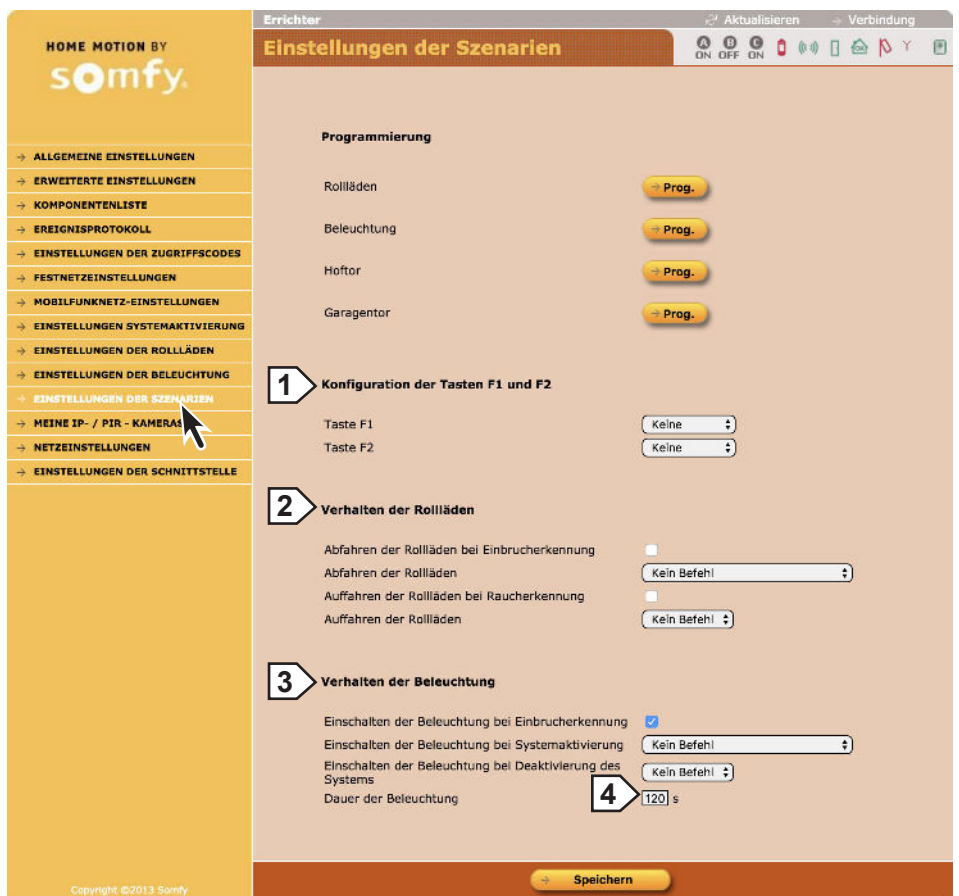 Errichter
Aktualisieren
Verbindung
HOME MOTION BY
somfy.
Einstellungen der Szenarien
A B C
ON OFF ON
ALLGEMEINE EINSTELLUNGEN
ERWEITERTE EINSTELLUNGEN
KOMPONENTENLISTE
EREIGNISPROTOKOLL
EINSTELLUNGEN DER ZUGRIFFSCODES
FESTNETZEINSTELLUNGEN
MOBILFUNKNETZ-EINSTELLUNGEN
EINSTELLUNGEN SYSTEMAKTIVIERUNG
EINSTELLUNGEN DER ROLLLÄDEN
EINSTELLUNGEN DER BELEUCHTUNG
EINSTELLUNGEN DER SZENARIEN
MEINE IP- / PIR - KAMERAS
NETZEINSTELLUNGEN
EINSTELLUNGEN DER SCHNITTSTELLE
Programmierung
Rollläden Prog.
Beleuchtung Prog.
Hoftor Prog.
Garagentor Prog.
1 Konfiguration der Tasten F1 und F2
Taste F1 Keine
Taste F2 Keine
2 Verhalten der Rollläden
Abfahren der Rollläden bei Einbrucherkennung
Abfahren der Rollläden Kein Befehl
Auffahren der Rollläden bei Raucherkennung
Auffahren der Rollläden Kein Befehl
3 Verhalten der Beleuchtung
Einschalten der Beleuchtung bei Einbrucherkennung
Einschalten der Beleuchtung bei Systemaktivierung Kein Befehl
Einschalten der Beleuchtung bei Deaktivierung des
Systems Kein Befehl
Dauer der Beleuchtung 4 120 s
Speichern
Copyright ©2013 Somfy